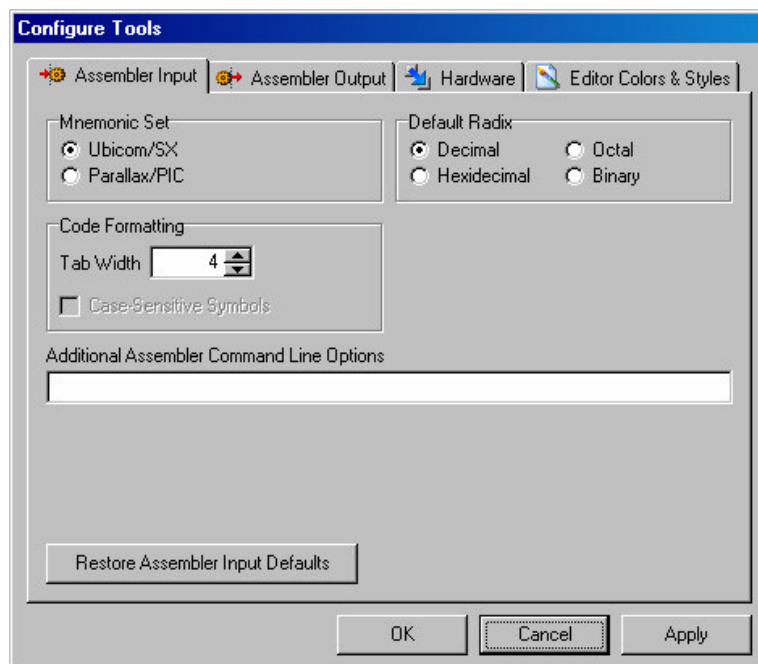 Configure Tools
Assembler Input Assembler Output Hardware Editor Colors & Styles
Mnemonic Set Default Radix
Ubicom/SX Decimal Octal
Parallax/PIC Hexidecimal Binary
Code Formatting
Tab Width 4
Case-Sensitive Symbols
Additional Assembler Command Line Options
Restore Assembler Input Defaults
OK Cancel Apply